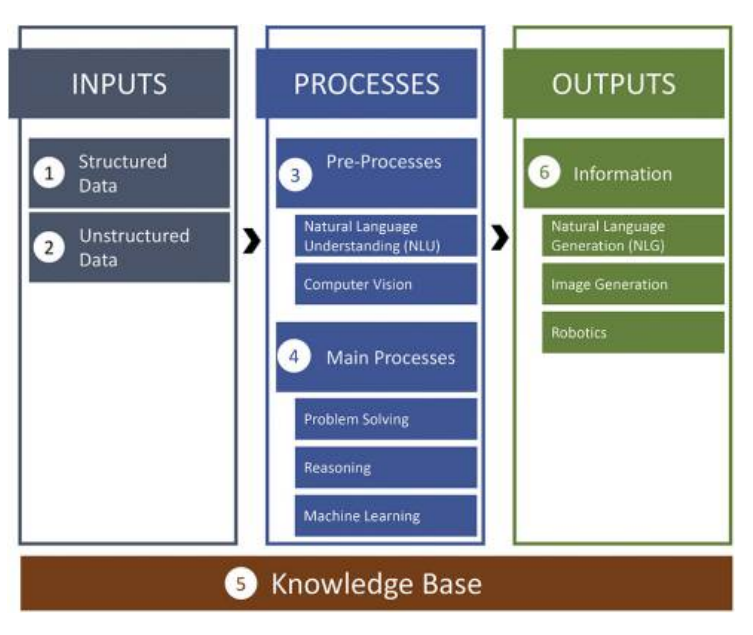 INPUTS
1
Structured
Data
2
Unstructured
Data
PROCESSES
3
Pre-Processes
Natural Language
Understanding (NLU)
Computer Vision
4
Main Processes
Problem Solving
Reasoning
Machine Learning
OUTPUTS
6
Information
Natural Language
Generation (NLG)
Image Generation
Robotics
5 Knowledge Base